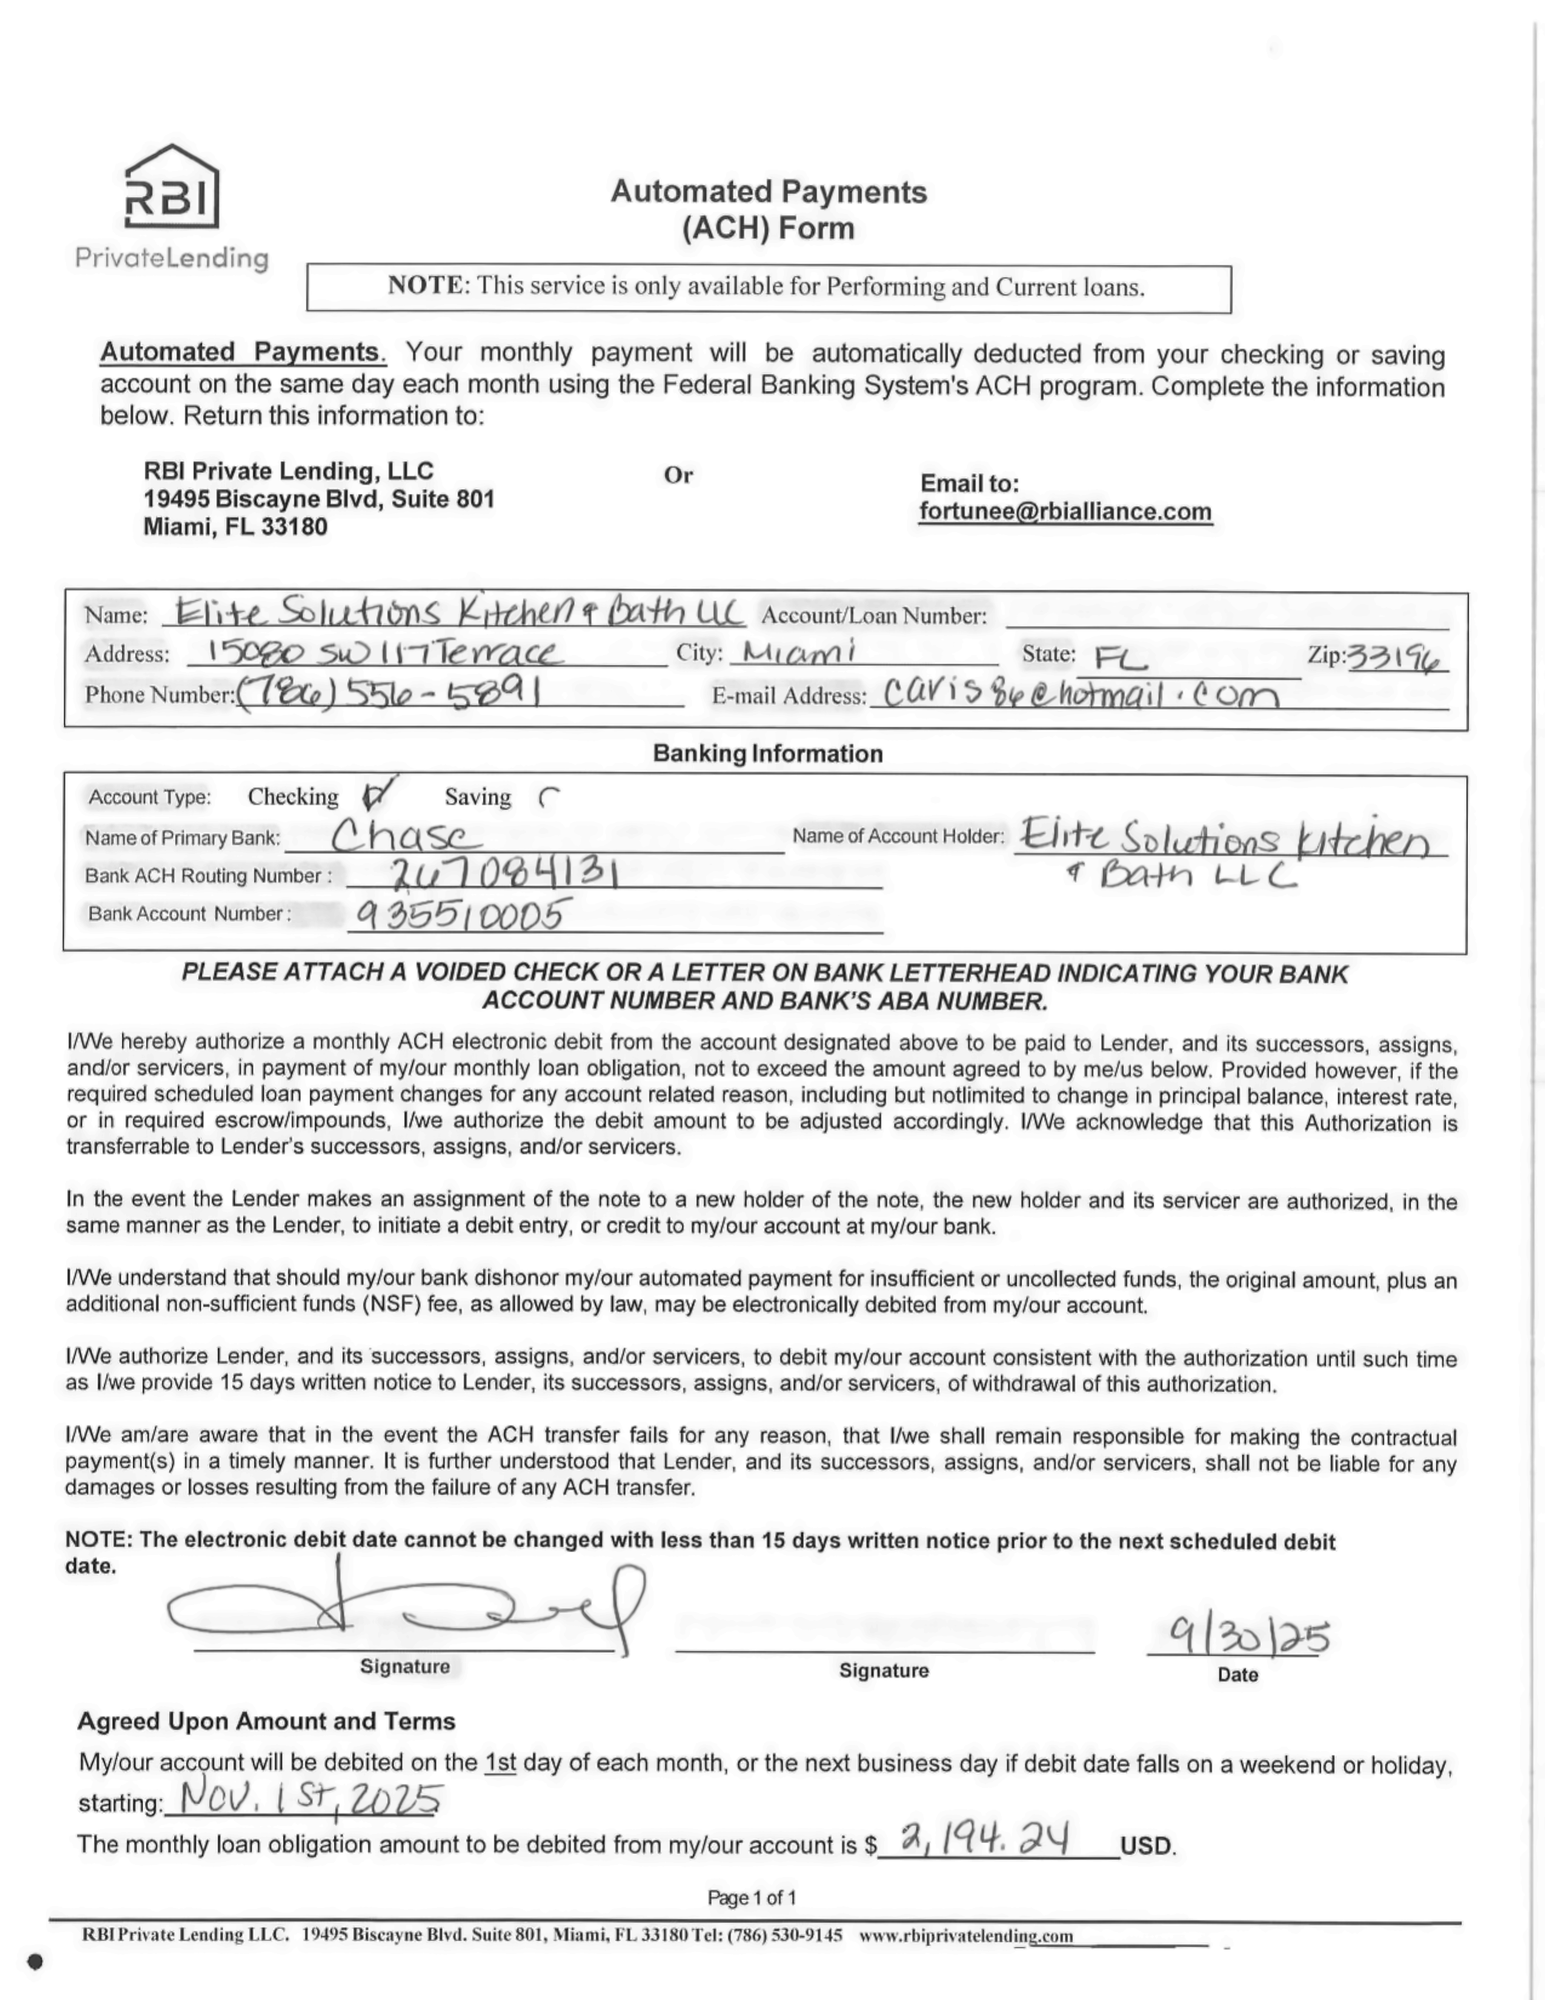 RBI
PrivateLending
Automated Payments
(ACH) Form
NOTE: This service is only available for Performing and Current loans.
Automated Payments. Your monthly payment will be automatically deducted from your checking or saving
account on the same day each month using the Federal Banking System's ACH program. Complete the information
below. Return this information to:
RBI Private Lending, LLC
19495 Biscayne Blvd, Suite 801
Miami, FL 33180
Or
Email to:
fortunee@rbialliance.com
Name: Elite Solutions Kitchen & Bath LLC Account/Loan Number:
Address: 15080 SW 117 Terrace City: Miami State: FL Zip: 33196
Phone Number: (786) 556-5891 E-mail Address: caris86@hotmail.com
Banking Information
Account Type: Checking Saving
Name of Primary Bank: Chase Name of Account Holder: Elite Solutions Kitchen
& Bath LLC
Bank ACH Routing Number : 267084131
Bank Account Number : 935510005
PLEASE ATTACH A VOIDED CHECK OR A LETTER ON BANK LETTERHEAD INDICATING YOUR BANK
ACCOUNT NUMBER AND BANK'S ABA NUMBER.
I/We hereby authorize a monthly ACH electronic debit from the account designated above to be paid to Lender, and its successors, assigns,
and/or servicers, in payment of my/our monthly loan obligation, not to exceed the amount agreed to by me/us below. Provided however, if the
required scheduled loan payment changes for any account related reason, including but notlimited to change in principal balance, interest rate,
or in required escrow/impounds, I/we authorize the debit amount to be adjusted accordingly. I/We acknowledge that this Authorization is
transferrable to Lender's successors, assigns, and/or servicers.
In the event the Lender makes an assignment of the note to a new holder of the note, the new holder and its servicer are authorized, in the
same manner as the Lender, to initiate a debit entry, or credit to my/our account at my/our bank.
I/We understand that should my/our bank dishonor my/our automated payment for insufficient or uncollected funds, the original amount, plus an
additional non-sufficient funds (NSF) fee, as allowed by law, may be electronically debited from my/our account.
I/We authorize Lender, and its successors, assigns, and/or servicers, to debit my/our account consistent with the authorization until such time
as I/we provide 15 days written notice to Lender, its successors, assigns, and/or servicers, of withdrawal of this authorization.
I/We am/are aware that in the event the ACH transfer fails for any reason, that I/we shall remain responsible for making the contractual
payment(s) in a timely manner. It is further understood that Lender, and its successors, assigns, and/or servicers, shall not be liable for any
damages or losses resulting from the failure of any ACH transfer.
NOTE: The electronic debit date cannot be changed with less than 15 days written notice prior to the next scheduled debit
date.
9/30/25
Signature Signature Date
Agreed Upon Amount and Terms
My/our account will be debited on the 1st day of each month, or the next business day if debit date falls on a weekend or holiday,
starting: Nov. 1st, 2025
The monthly loan obligation amount to be debited from my/our account is $ 2,194.24 USD.
Page 1 of 1
RBI Private Lending LLC. 19495 Biscayne Blvd. Suite 801, Miami, FL 33180 Tel: (786) 530-9145 www.rbiprivatelending.com